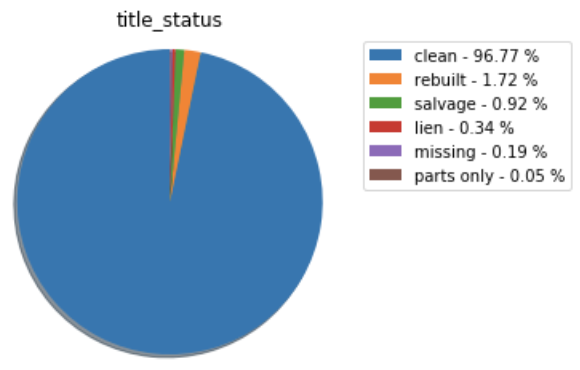 title_status
clean - 96.77 %
rebuilt - 1.72 %
salvage - 0.92 %
lien - 0.34 %
missing - 0.19 %
parts only - 0.05 %